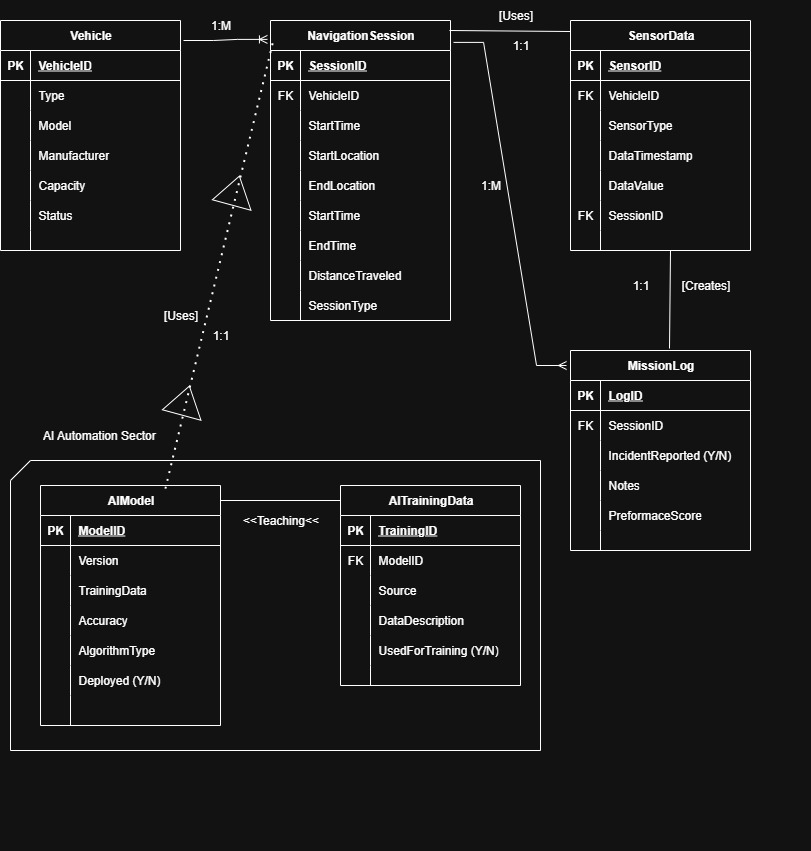 Vehicle
PK VehicleID
Type
Model
Manufacturer
Capacity
Status
1:M
NavigationSession
PK SessionID
FK VehicleID
StartTime
StartLocation
EndLocation
StartTime
EndTime
DistanceTraveled
SessionType
[Uses]
1:1
SensorData
PK SensorID
FK VehicleID
SensorType
DataTimestamp
DataValue
FK SessionID
1:M
1:1 [Creates]
MissionLog
PK LogID
FK SessionID
IncidentReported (Y/N)
Notes
PreformaceScore
[Uses]
1:1
AI Automation Sector
AIModel
PK ModelID
Version
TrainingData
Accuracy
AlgorithmType
Deployed (Y/N)
<<Teaching<<
AITrainingData
PK TrainingID
FK ModelID
Source
DataDescription
UsedForTraining (Y/N)